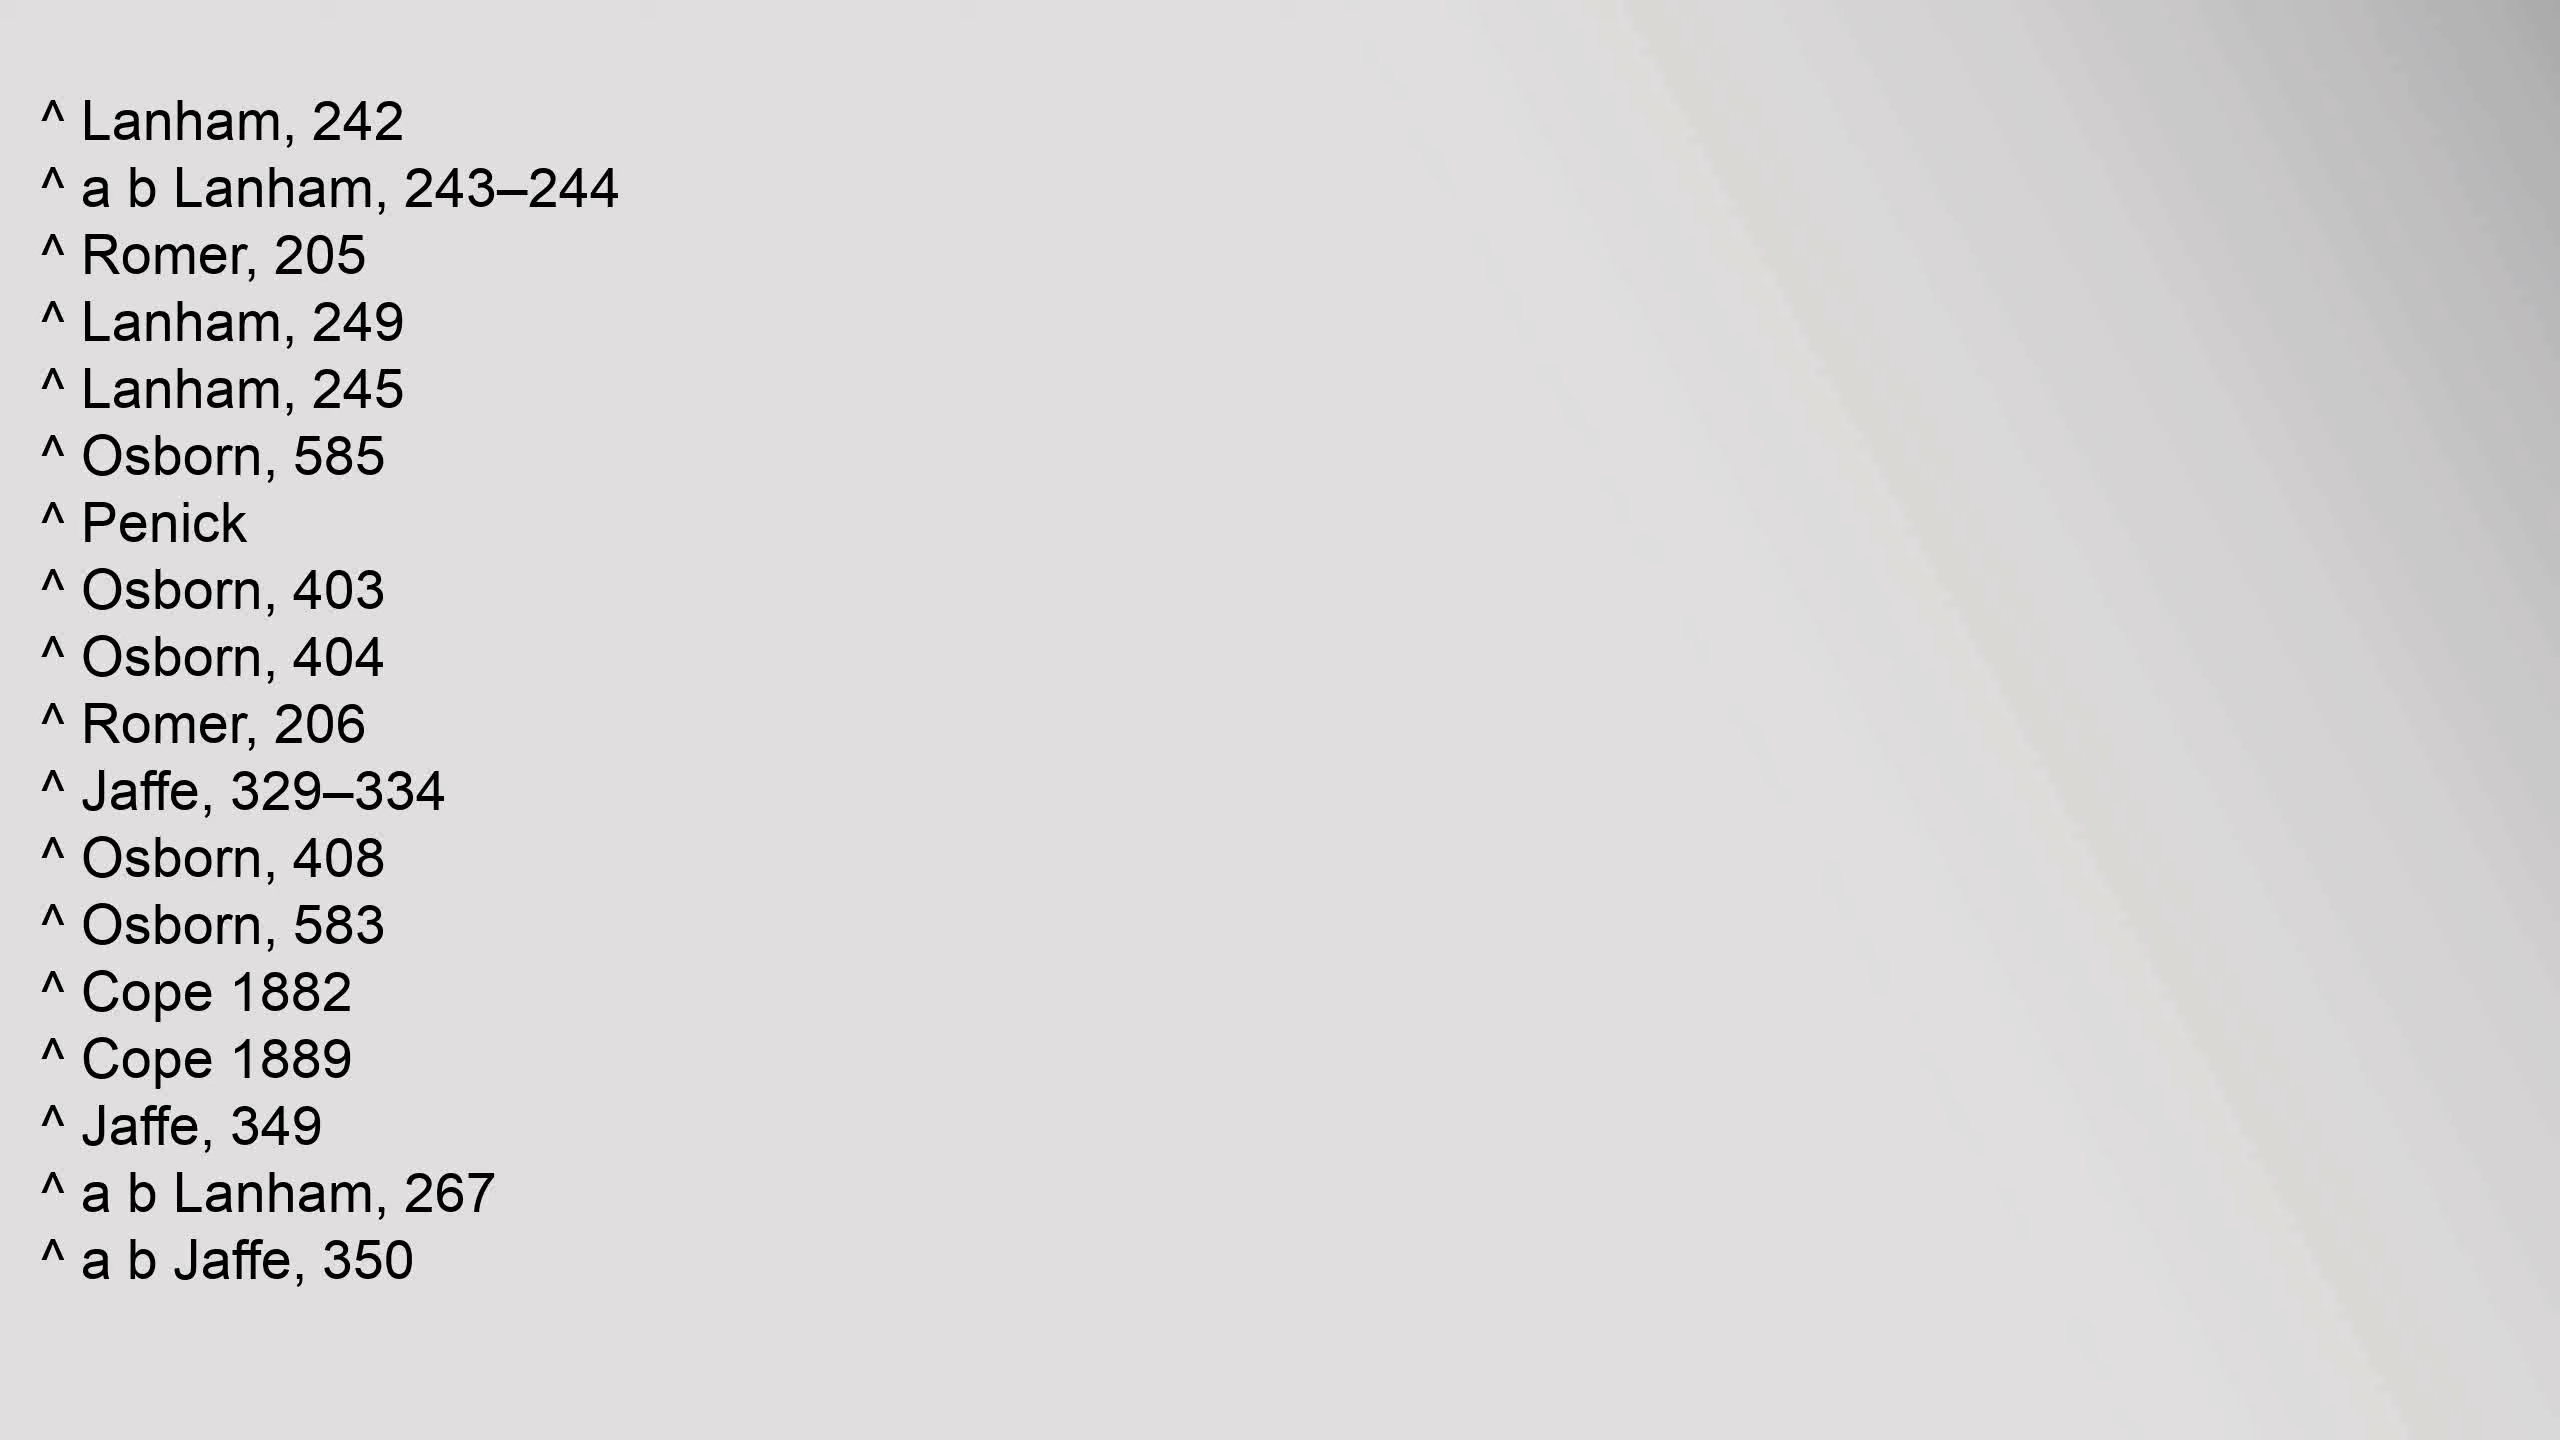 ^ Lanham, 242
^ a b Lanham, 243–244
^ Romer, 205
^ Lanham, 249
^ Lanham, 245
^ Osborn, 585
^ Penick
^ Osborn, 403
^ Osborn, 404
^ Romer, 206
^ Jaffe, 329–334
^ Osborn, 408
^ Osborn, 583
^ Cope 1882
^ Cope 1889
^ Jaffe, 349
^ a b Lanham, 267
^ a b Jaffe, 350